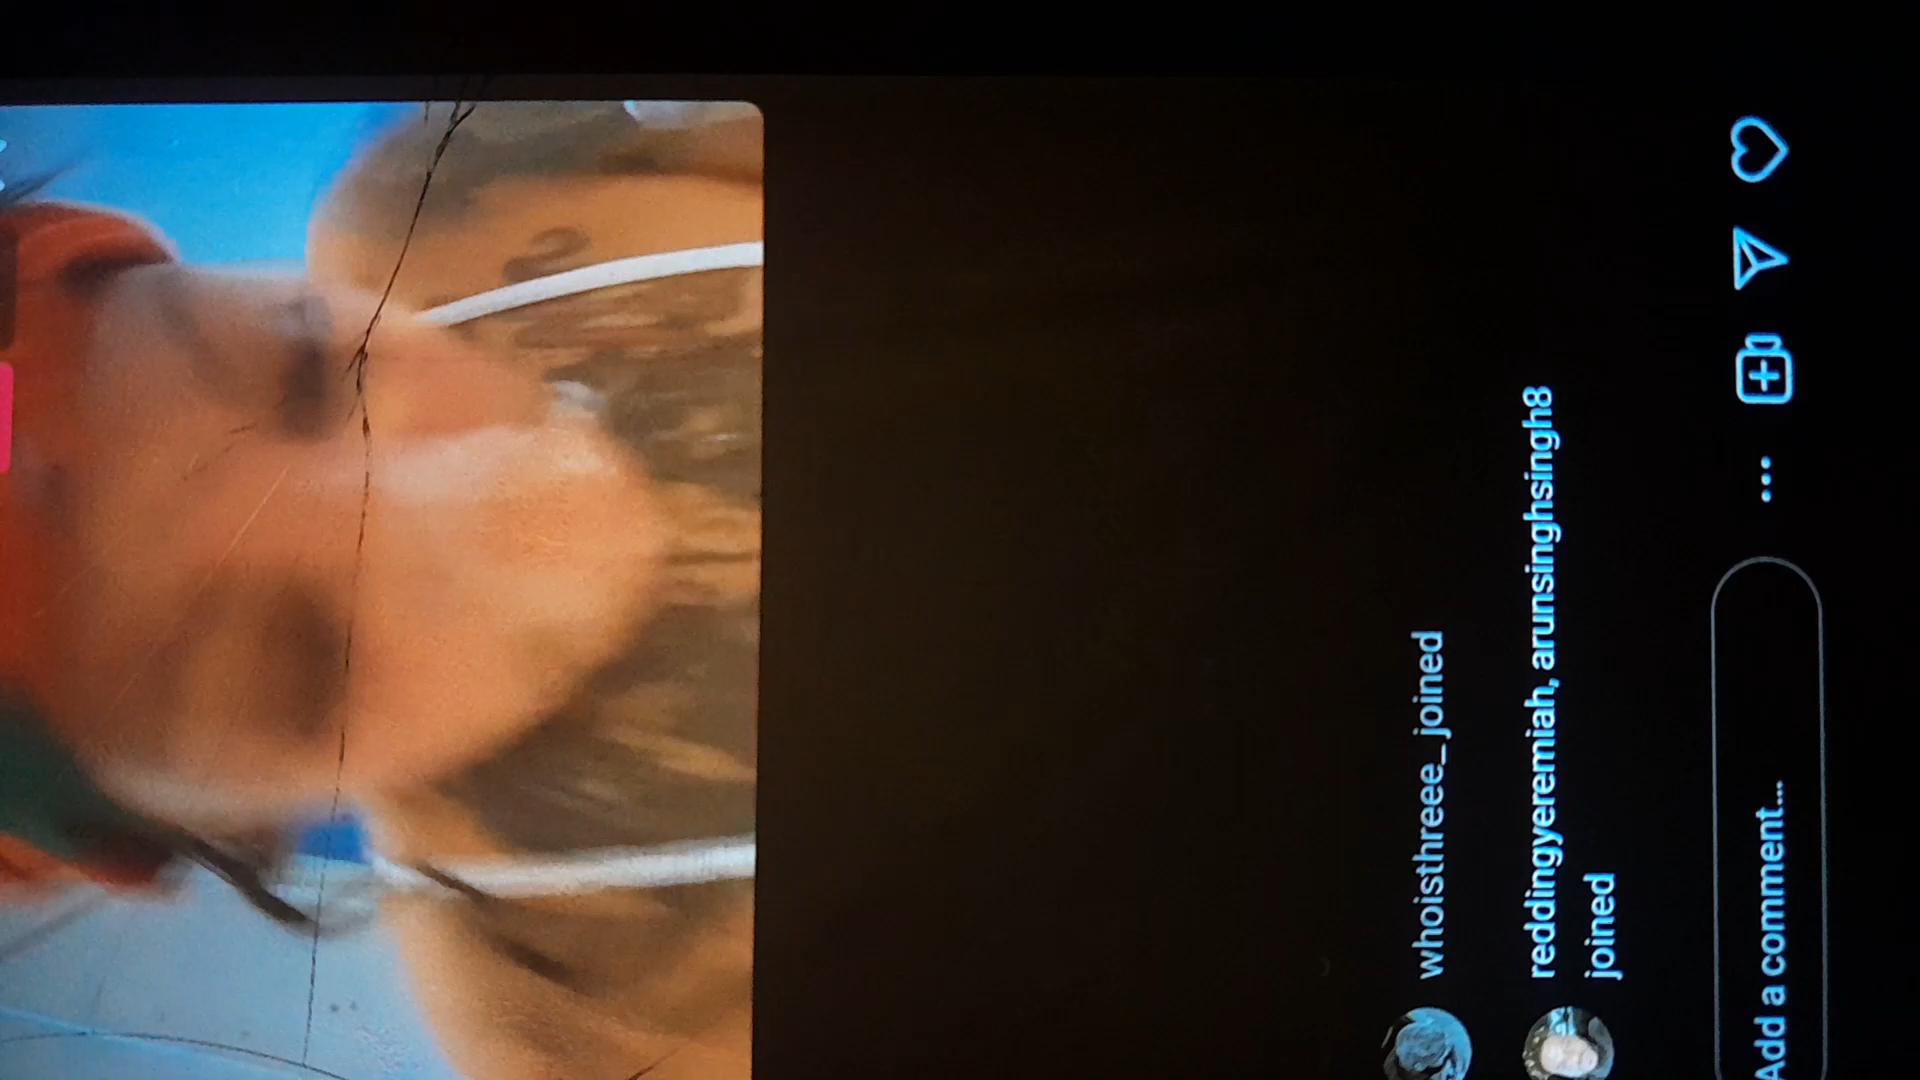 whoisthreee_ joined
reddingyeremiah, arunsinghsingh8
joined
Add a comment...